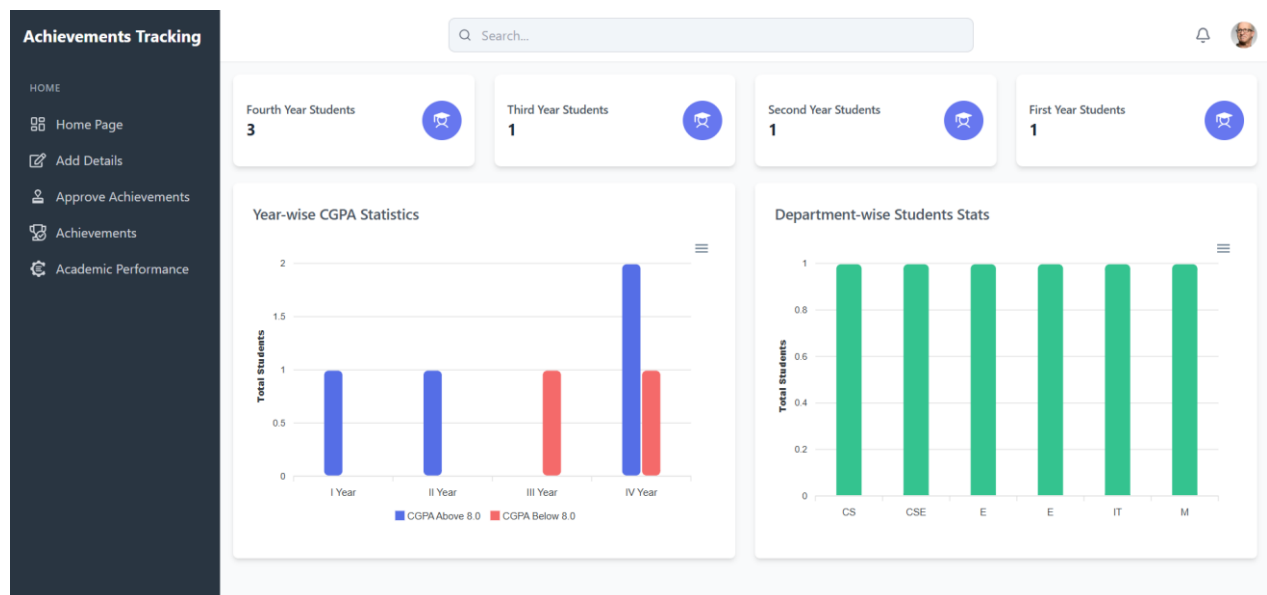 Achievements Tracking
Search...
HOME
Home Page
Add Details
Approve Achievements
Achievements
Academic Performance
Fourth Year Students
3
Third Year Students
1
Second Year Students
1
First Year Students
1
Year-wise CGPA Statistics
2
1.5
1
0.5
0
Total Students
I Year II Year III Year IV Year
CGPA Above 8.0 CGPA Below 8.0
Department-wise Students Stats
1
0.8
0.6
0.4
0.2
0
Total Students
CS CSE E E IT M